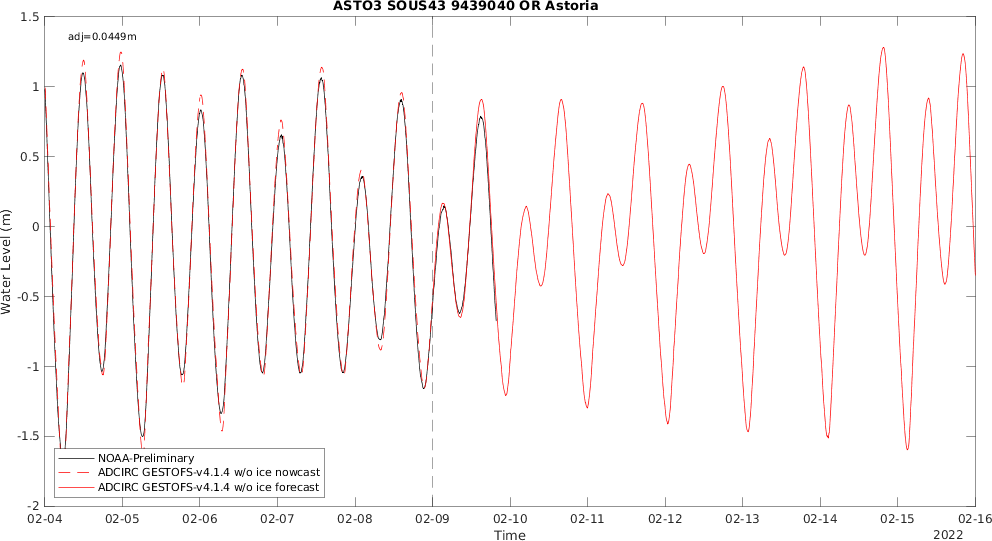 ASTO3 SOUS43 9439040 OR Astoria
adj=0.0449m
1.5
1
0.5
0
-0.5
-1
-1.5
-2
Water Level (m)
NOAA-Preliminary
ADCIRC GESTOFS-v4.1.4 w/o ice nowcast
ADCIRC GESTOFS-v4.1.4 w/o ice forecast
02-04 02-05 02-06 02-07 02-08 02-09 02-10 02-11 02-12 02-13 02-14 02-15 02-16
Time
2022